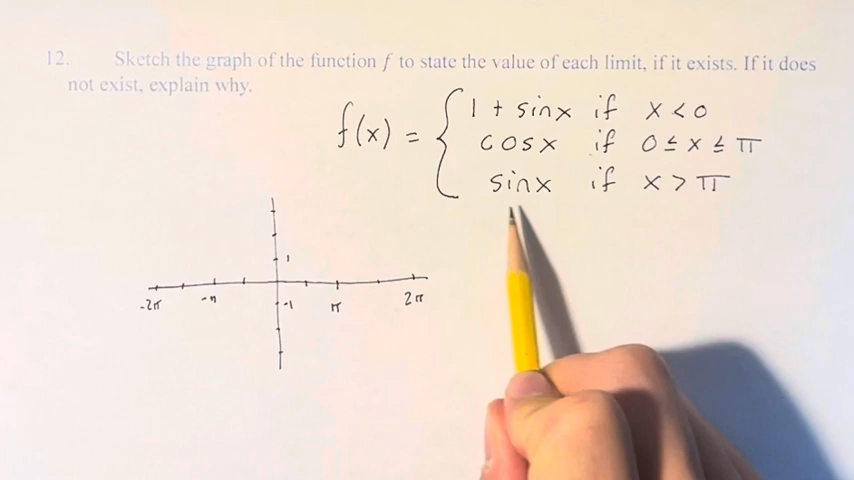 12. Sketch the graph of the function f to state the value of each limit, if it exists. If it does
not exist, explain why.
1 + sinx if x < 0
f(x) = { cosx if 0 ≤ x ≤ π
sinx if x > π
1
-2π -π -1 π 2π